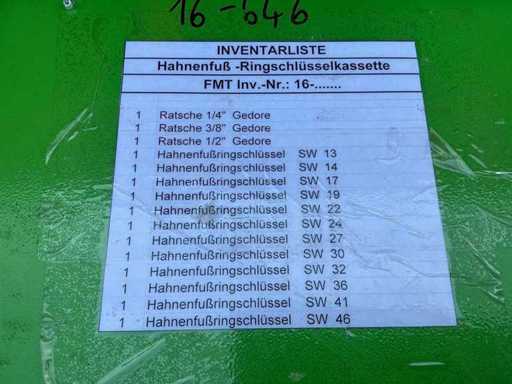 16-646
INVENTARLISTE
Hahnenfuß -Ringschlüsselkassette
FMT Inv.-Nr.: 16-.......
1 Ratsche 1/4" Gedore
1 Ratsche 3/8" Gedore
1 Ratsche 1/2" Gedore
1 Hahnenfußringschlüssel SW 13
1 Hahnenfußringschlüssel SW 14
1 Hahnenfußringschlüssel SW 17
1 Hahnenfußringschlüssel SW 19
1 Hahnenfußringschlüssel SW 22
1 Hahnenfußringschlüssel SW 24
1 Hahnenfußringschlüssel SW 27
1 Hahnenfußringschlüssel SW 30
1 Hahnenfußringschlüssel SW 32
1 Hahnenfußringschlüssel SW 36
1 Hahnenfußringschlüssel SW 41
1 Hahnenfußringschlüssel SW 46